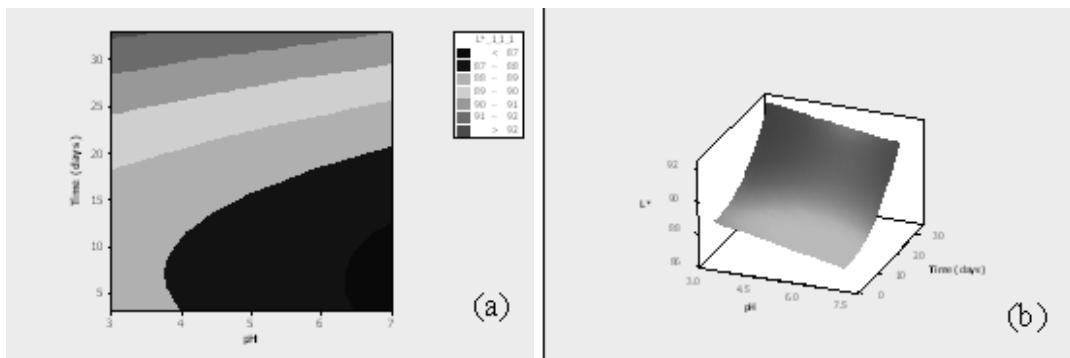 L*_1_1_1
< 87
87 – 88
88 – 89
89 – 90
90 – 91
91 – 92
> 92
30
25
20
15
10
5
Time (days)
3
4
5
6
7
pH
(a)
92
90
88
86
L*
3.0
4.5
6.0
7.5
pH
0
10
20
30
Time (days)
(b)